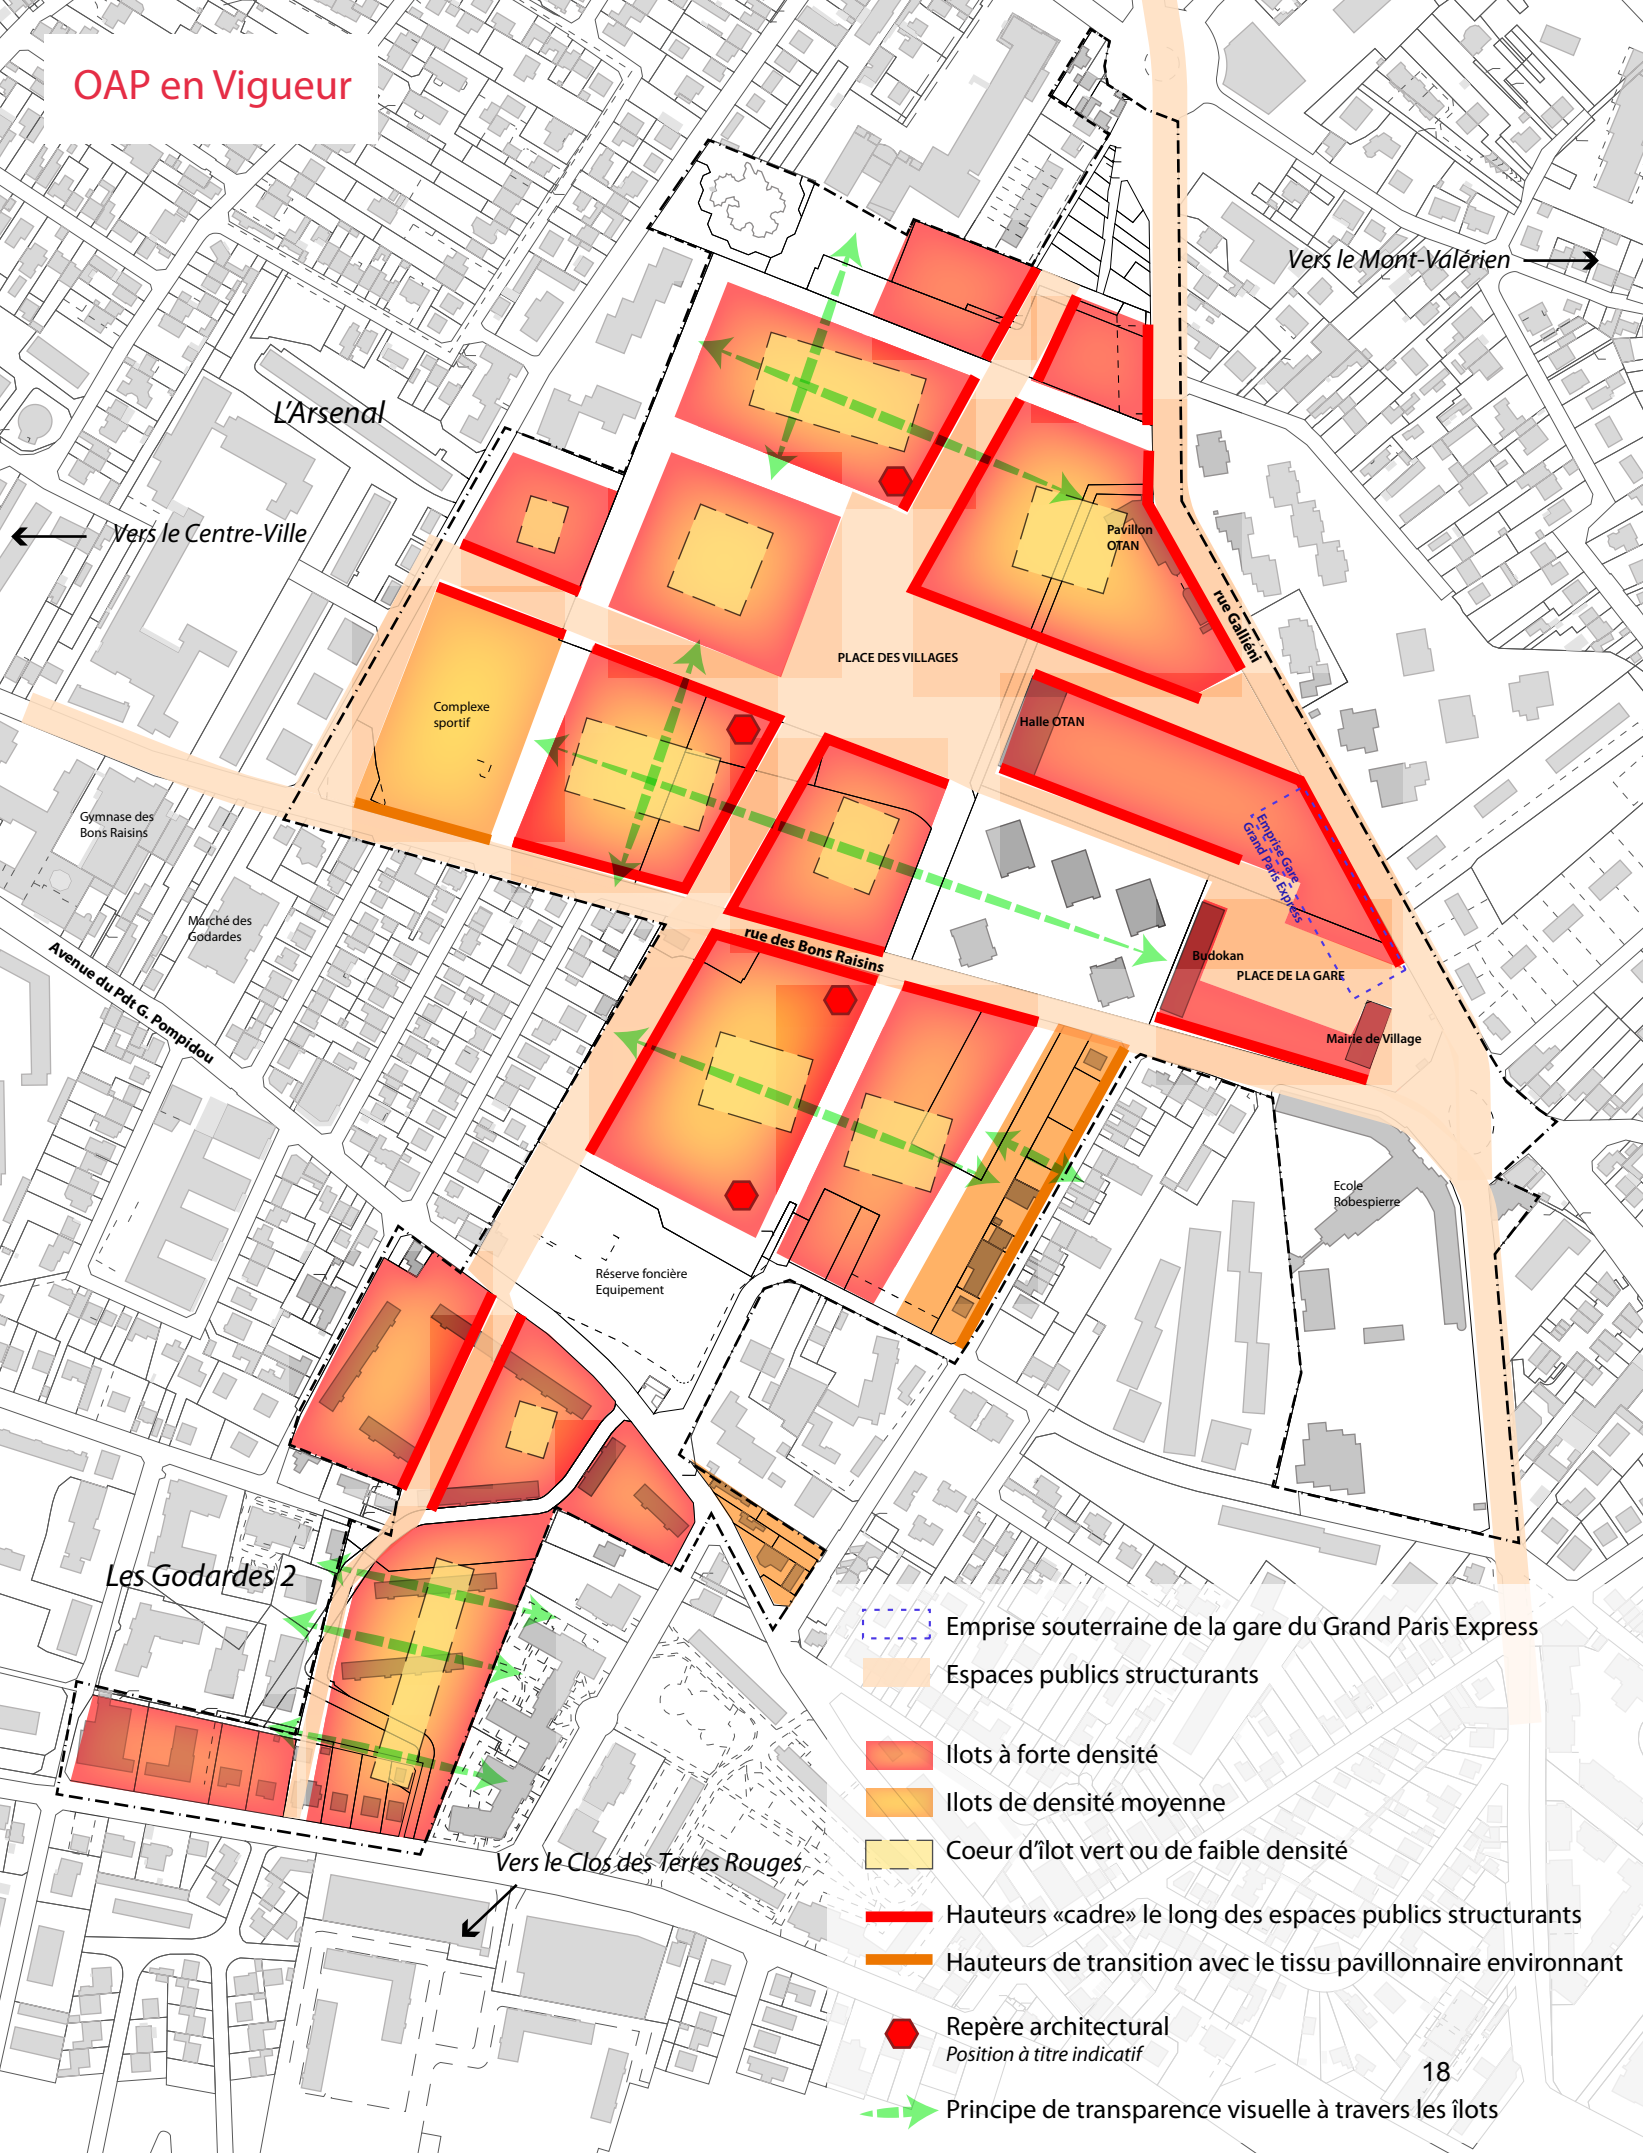 OAP en Vigueur
Vers le Mont-Valérien
L'Arsenal
Vers le Centre-Ville
Pavillon
OTAN
rue Galliéni
PLACE DES VILLAGES
Complexe
sportif
Halle OTAN
Gymnase des
Bons Raisins
Emprise Gare
Grand Paris Express
Marché des
Godardes
rue des Bons Raisins
Budokan
PLACE DE LA GARE
Avenue du Pdt G. Pompidou
Mairie de Village
Ecole
Robespierre
Réserve foncière
Equipement
Les Godardes 2
Vers le Clos des Terres Rouges
Emprise souterraine de la gare du Grand Paris Express
Espaces publics structurants
Ilots à forte densité
Ilots de densité moyenne
Coeur d'îlot vert ou de faible densité
Hauteurs «cadre» le long des espaces publics structurants
Hauteurs de transition avec le tissu pavillonnaire environnant
Repère architectural
Position à titre indicatif
18
Principe de transparence visuelle à travers les îlots